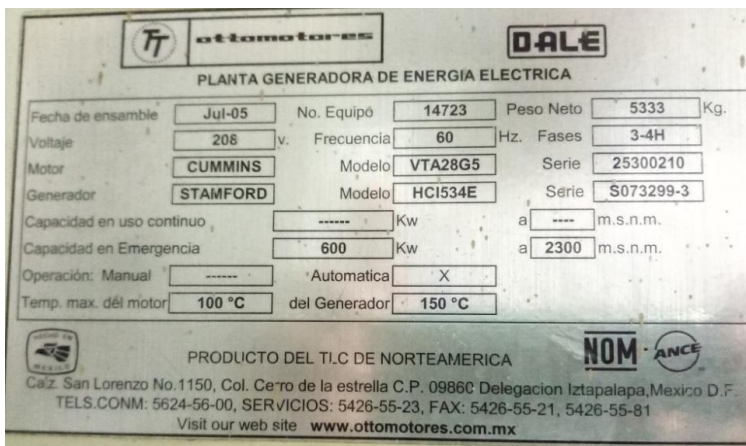 ottomotores DALE
PLANTA GENERADORA DE ENERGIA ELECTRICA
Fecha de ensamble Jul-05 No. Equipo 14723 Peso Neto 5333 Kg.
Voltaje 208 v. Frecuencia 60 Hz. Fases 3-4H
Motor CUMMINS Modelo VTA28G5 Serie 25300210
Generador STAMFORD Modelo HCI534E Serie S073299-3
Capacidad en uso continuo ------ Kw a ---- m.s.n.m.
Capacidad en Emergencia 600 Kw a 2300 m.s.n.m.
Operación: Manual ------ Automatica X
Temp. max. del motor 100 °C del Generador 150 °C
HECHO EN MEXICO
PRODUCTO DEL TLC DE NORTEAMERICA NOM ANCE
Calz. San Lorenzo No.1150, Col. Cerro de la estrella C.P. 09860 Delegacion Iztapalapa,Mexico D.F.
TELS.CONM: 5624-56-00, SERVICIOS: 5426-55-23, FAX: 5426-55-21, 5426-55-81
Visit our web site www.ottomotores.com.mx